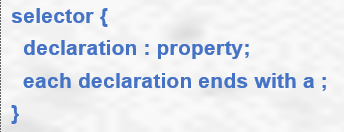 selector {
declaration : property;
each declaration ends with a ;
}